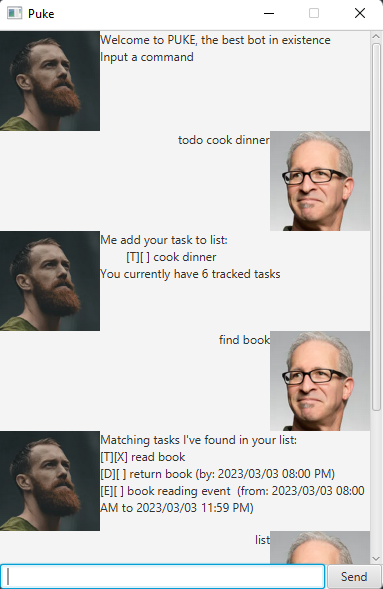 Puke
Welcome to PUKE, the best bot in existence
Input a command
todo cook dinner
Me add your task to list:
[T][ ] cook dinner
You currently have 6 tracked tasks
find book
Matching tasks I've found in your list:
[T][X] read book
[D][ ] return book (by: 2023/03/03 08:00 PM)
[E][ ] book reading event  (from: 2023/03/03 08:00
AM to 2023/03/03 11:59 PM)
list
Send